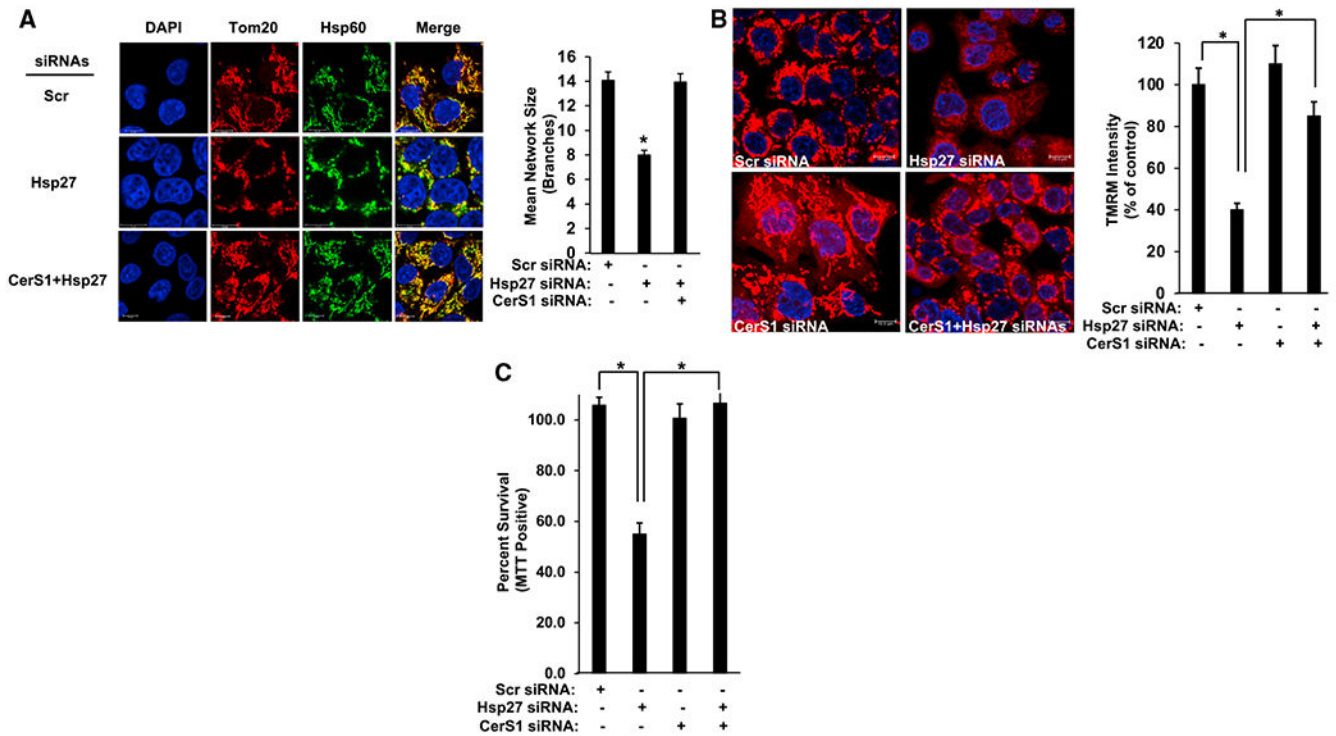 A
DAPI Tom20 Hsp60 Merge
siRNAs
Scr
Hsp27
CerS1+Hsp27
Mean Network Size
(Branches)
16
14
12
10
8
6
4
2
0
*
Scr siRNA: + - -
Hsp27 siRNA: - + +
CerS1 siRNA: - - +
B
Scr siRNA
Hsp27 siRNA
CerS1 siRNA
CerS1+Hsp27 siRNAs
TMRM Intensity
(% of control)
120
100
80
60
40
20
0
*
*
Scr siRNA: + - - -
Hsp27 siRNA: - + - +
CerS1 siRNA: - - + +
C
Percent Survival
(MTT Positive)
100.0
80.0
60.0
40.0
20.0
0.0
* *
Scr siRNA: + - - -
Hsp27 siRNA: - + - +
CerS1 siRNA: - - + +